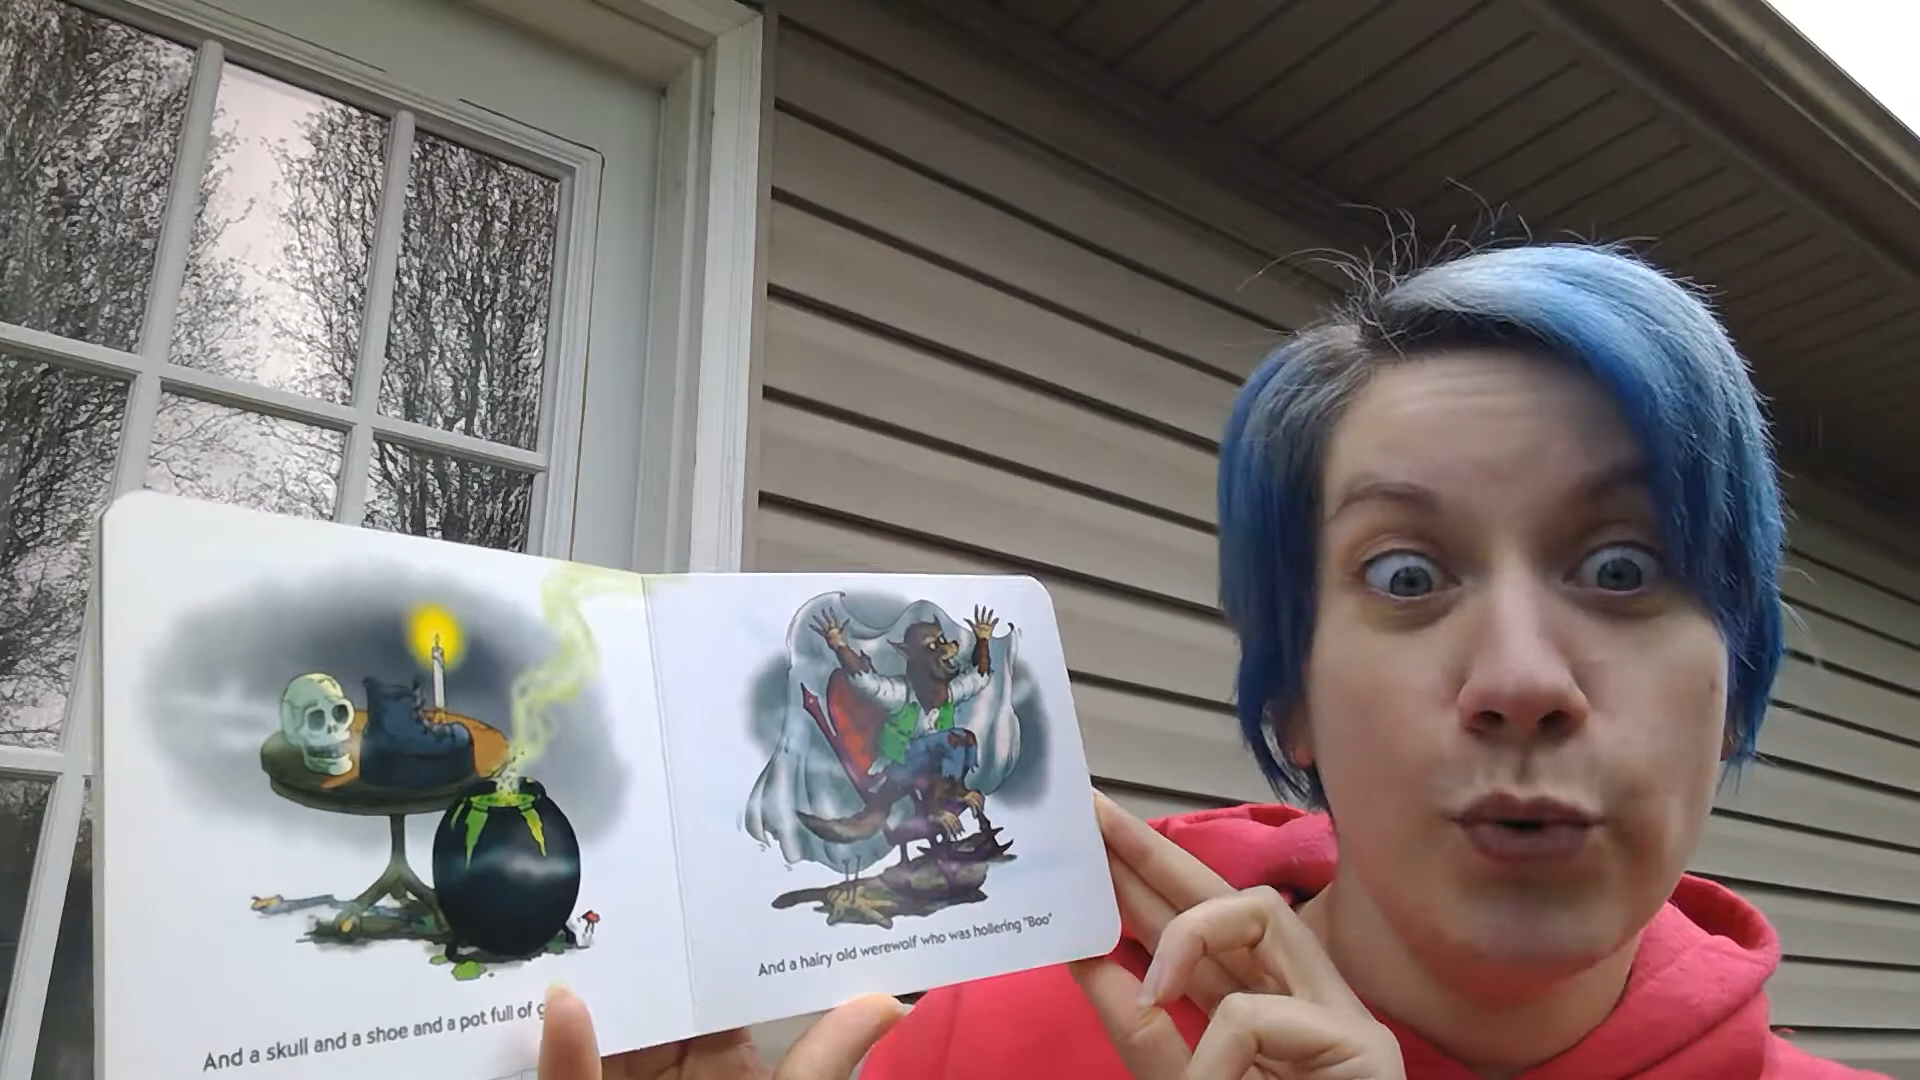 And a skull and a shoe and a pot full of
And a hairy old werewolf who was hollering "Boo"